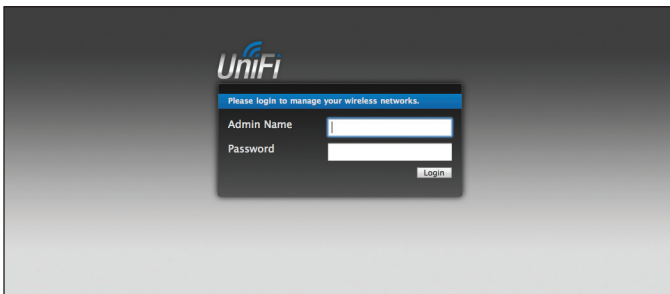 UniFi
Please login to manage your wireless networks.
Admin Name
Password
Login